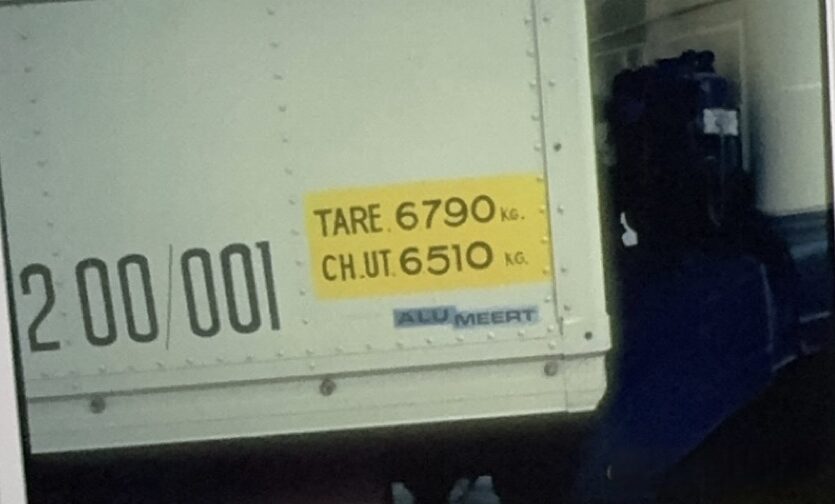 TARE. 6790 KG.
CH.UT. 6510 KG.
200/001
ALU MEERT